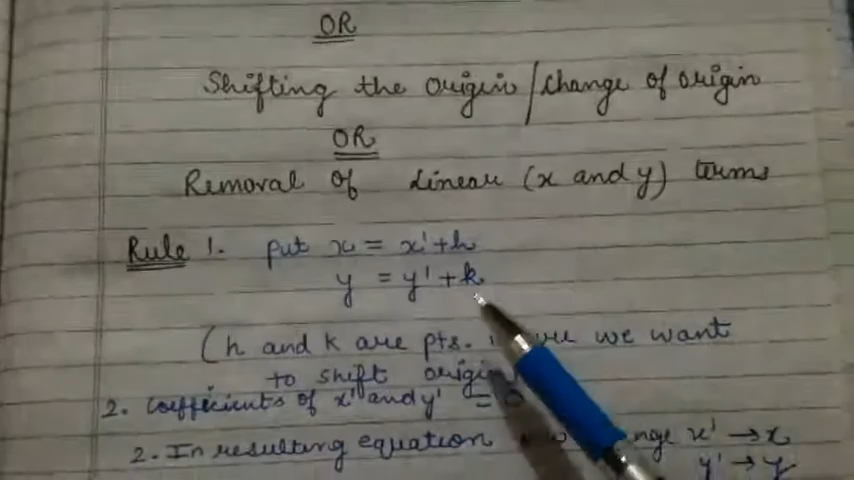 OR
Shifting the origin / change of origin
OR
Removal of Linear (x and y) terms
Rule 1. put x = x' + h
y = y' + k
(h and k are pts. we want
to shift origin
2. coefficients of x' and y' = 0
2. In resulting equation x' → x
y' → y